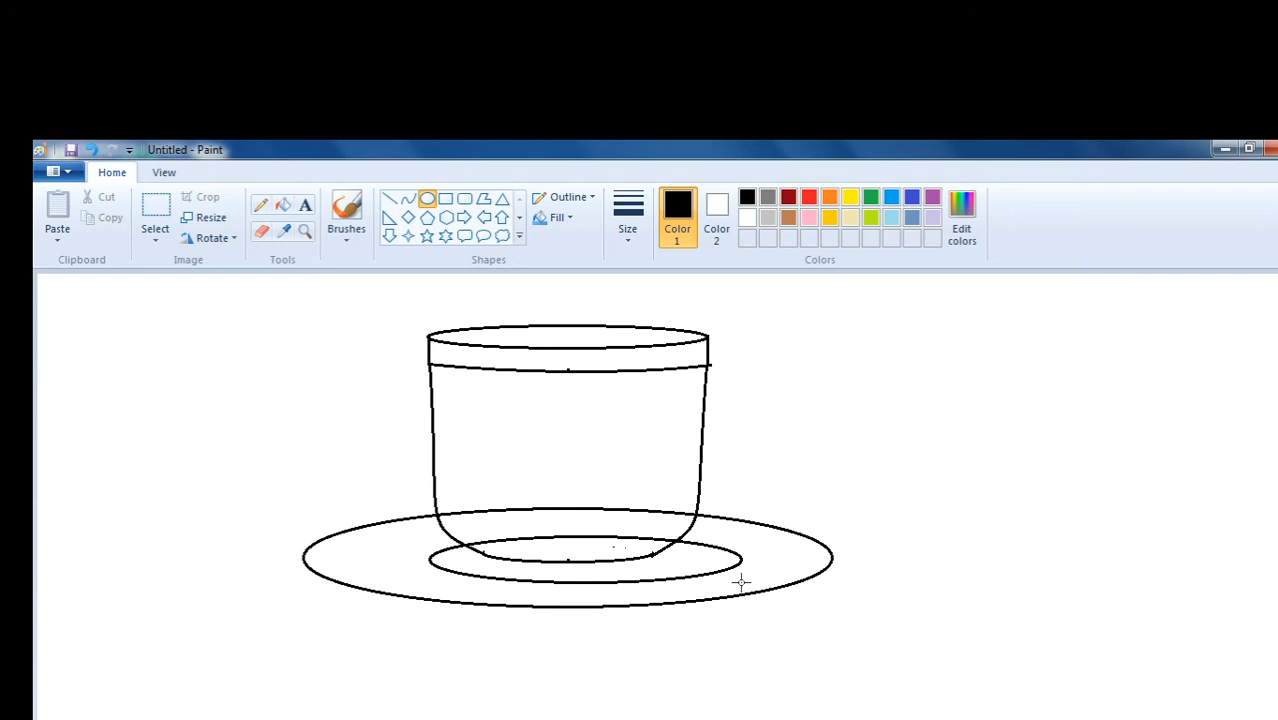 Untitled - Paint
Home View
Cut
Copy
Paste
Clipboard
Crop
Resize
Rotate
Select
Image
A
Tools
Brushes
Outline
Fill
Shapes
Size
Color 1
Color 2
Edit colors
Colors